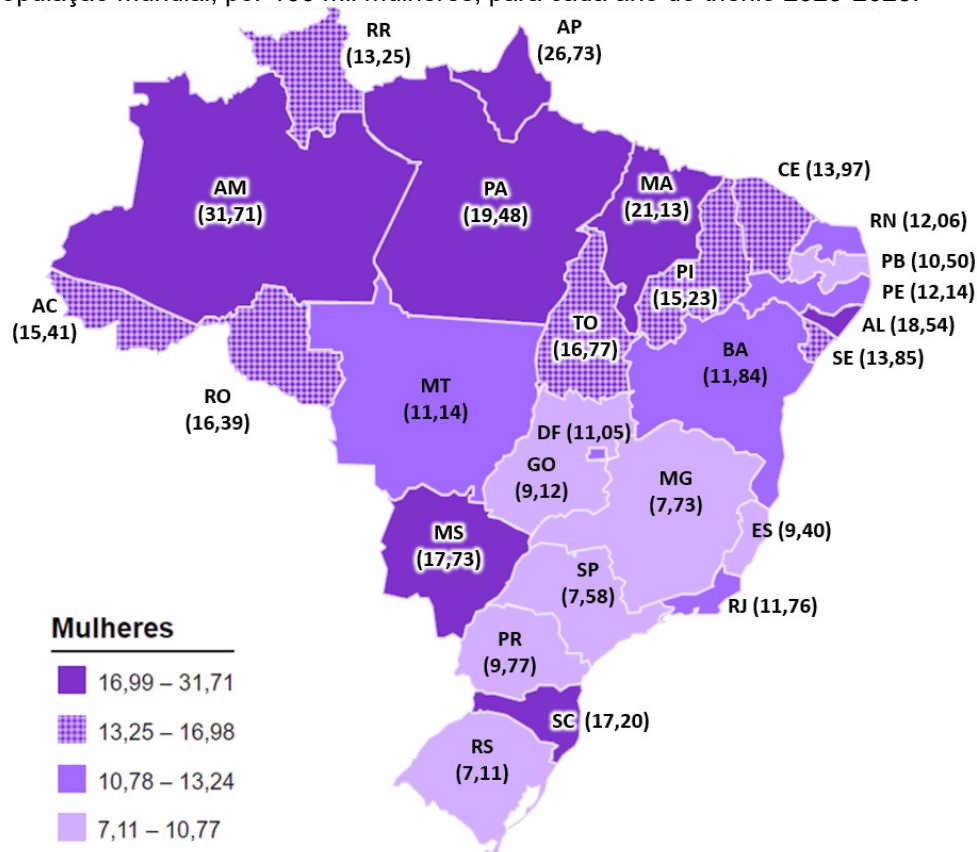 RR
(13,25)
AP
(26,73)
AM
(31,71)
PA
(19,48)
MA
(21,13)
CE (13,97)
RN (12,06)
PB (10,50)
PE (12,14)
AL (18,54)
SE (13,85)
PI
(15,23)
AC
(15,41)
TO
(16,77)
BA
(11,84)
RO
(16,39)
MT
(11,14)
DF (11,05)
GO
(9,12)
MG
(7,73)
ES (9,40)
MS
(17,73)
SP
(7,58)
RJ (11,76)
PR
(9,77)
SC (17,20)
RS
(7,11)
Mulheres
16,99 – 31,71
13,25 – 16,98
10,78 – 13,24
7,11 – 10,77